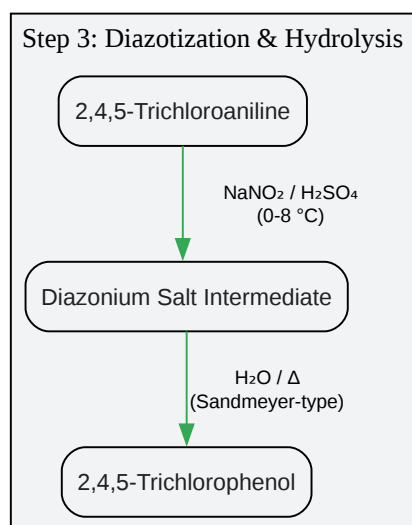 Step 3: Diazotization & Hydrolysis
2,4,5-Trichloroaniline
NaNO₂ / H₂SO₄
(0-8 °C)
Diazonium Salt Intermediate
H₂O / Δ
(Sandmeyer-type)
2,4,5-Trichlorophenol